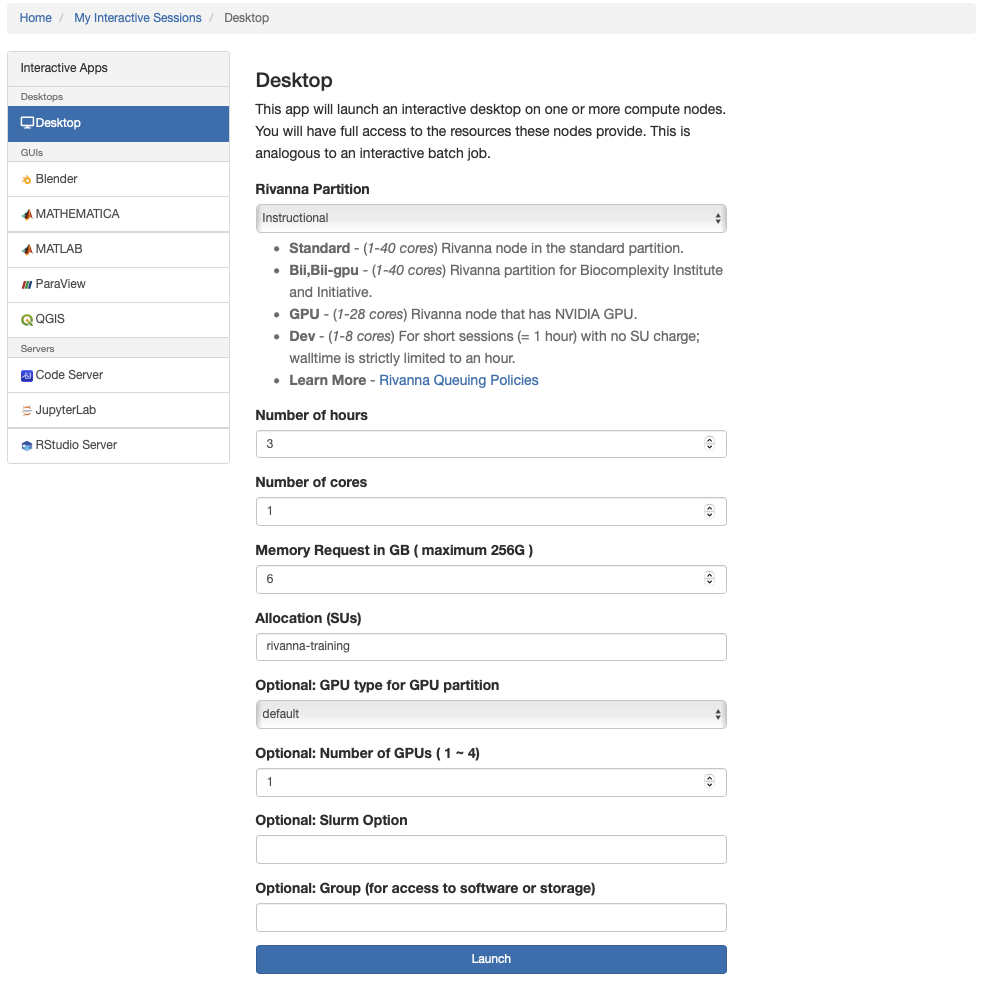 Home / My Interactive Sessions / Desktop
Interactive Apps
Desktops
Desktop
GUIs
Blender
MATHEMATICA
MATLAB
ParaView
QGIS
Servers
Code Server
JupyterLab
RStudio Server
Desktop
This app will launch an interactive desktop on one or more compute nodes.
You will have full access to the resources these nodes provide. This is
analogous to an interactive batch job.
Rivanna Partition
Instructional
• Standard - (1-40 cores) Rivanna node in the standard partition.
• Bii,Bii-gpu - (1-40 cores) Rivanna partition for Biocomplexity Institute
and Initiative.
• GPU - (1-28 cores) Rivanna node that has NVIDIA GPU.
• Dev - (1-8 cores) For short sessions (= 1 hour) with no SU charge;
walltime is strictly limited to an hour.
• Learn More - Rivanna Queuing Policies
Number of hours
3
Number of cores
1
Memory Request in GB ( maximum 256G )
6
Allocation (SUs)
rivanna-training
Optional: GPU type for GPU partition
default
Optional: Number of GPUs ( 1 ~ 4)
1
Optional: Slurm Option
Optional: Group (for access to software or storage)
Launch